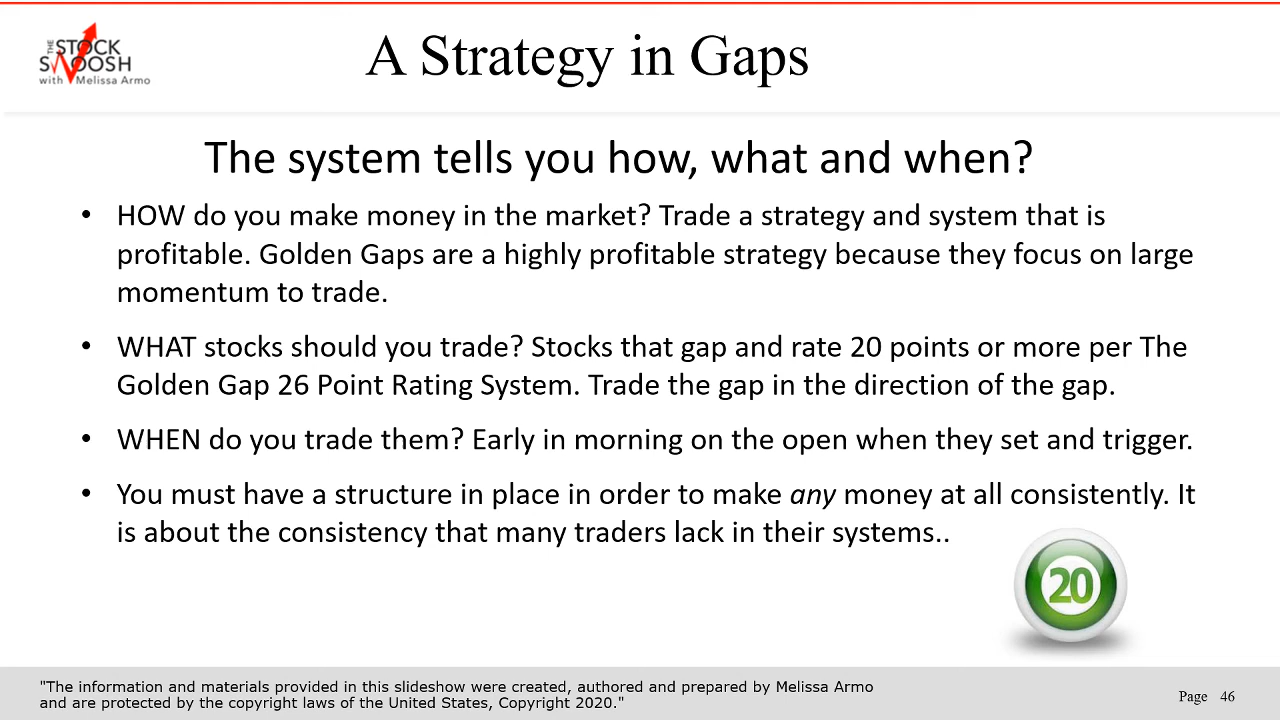 THE
STOCK
SWOOSH
with Melissa Armo
A Strategy in Gaps
The system tells you how, what and when?
• HOW do you make money in the market? Trade a strategy and system that is
profitable. Golden Gaps are a highly profitable strategy because they focus on large
momentum to trade.
• WHAT stocks should you trade? Stocks that gap and rate 20 points or more per The
Golden Gap 26 Point Rating System. Trade the gap in the direction of the gap.
• WHEN do you trade them? Early in morning on the open when they set and trigger.
• You must have a structure in place in order to make any money at all consistently. It
is about the consistency that many traders lack in their systems..
20
"The information and materials provided in this slideshow were created, authored and prepared by Melissa Armo
and are protected by the copyright laws of the United States, Copyright 2020."
Page 46